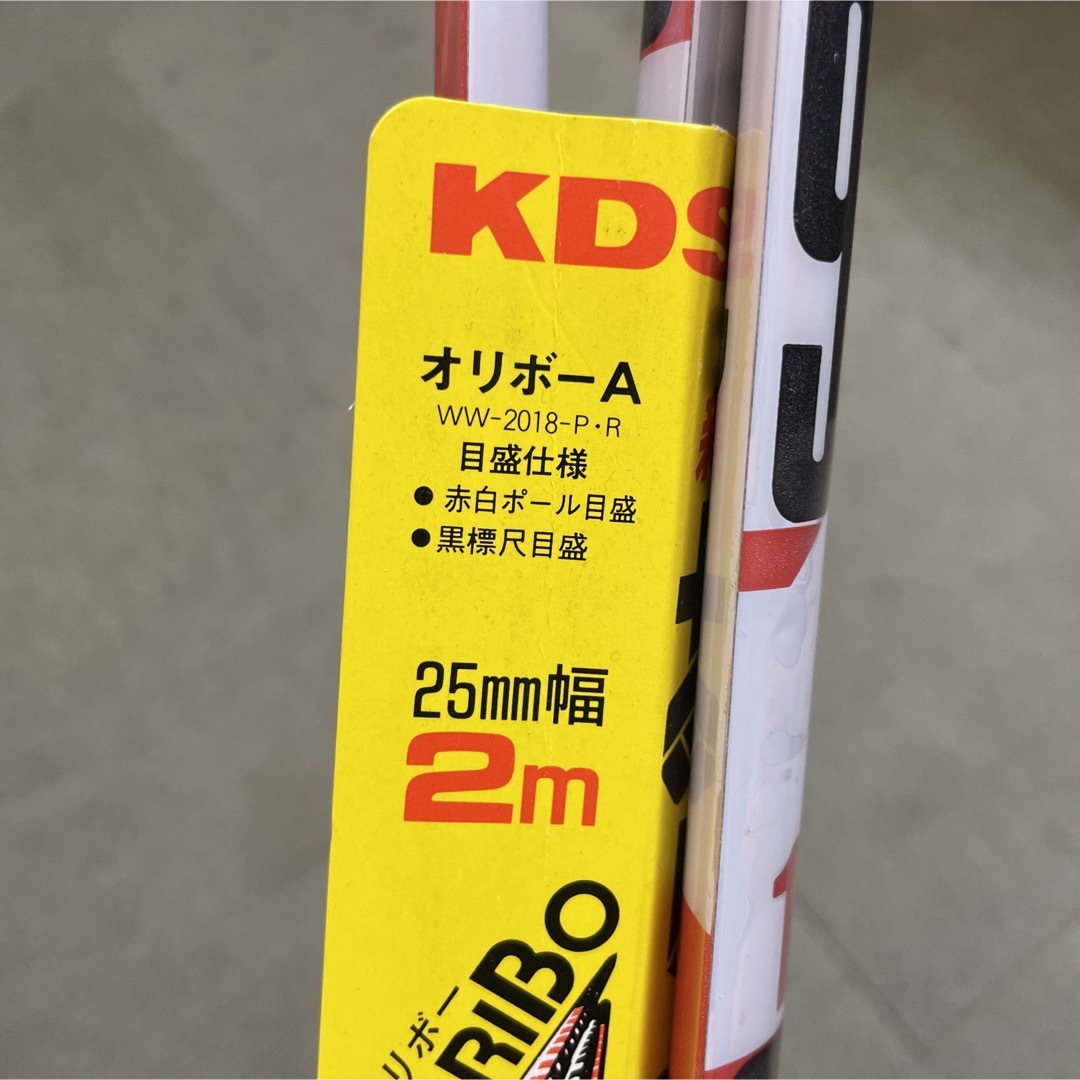 KDS
オリボーA
WW-2018-P・R
目盛仕様
● 赤白ポール目盛
●黒標尺目盛
25mm幅
2m
リボー
RIBO